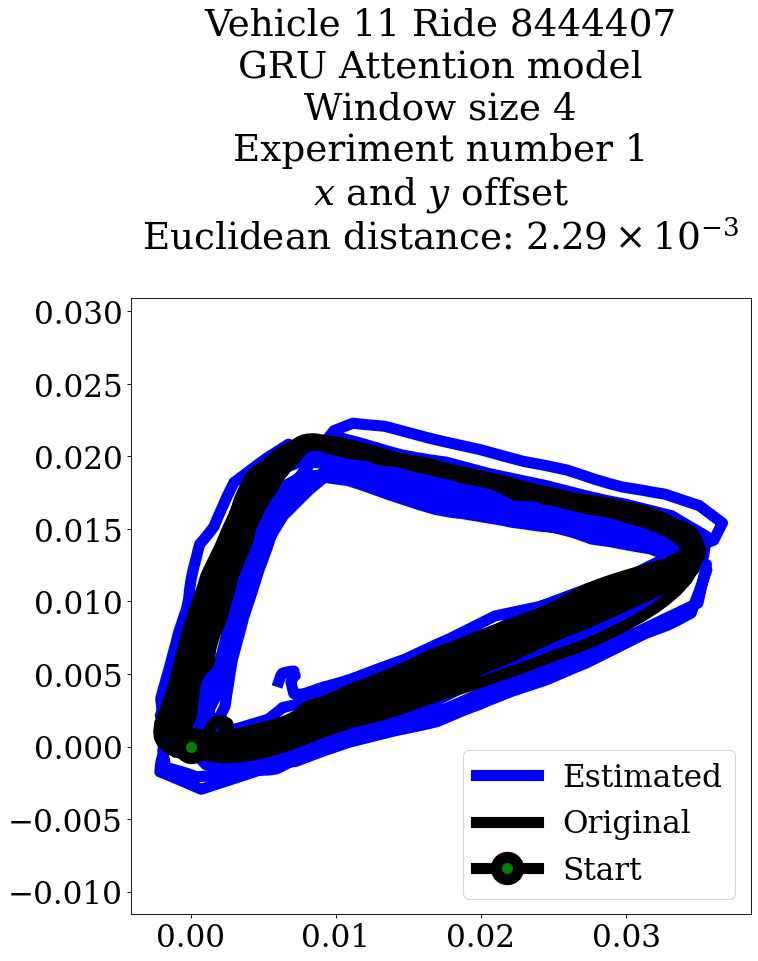 Vehicle 11 Ride 8444407
GRU Attention model
Window size 4
Experiment number 1
x and y offset
Euclidean distance: 2.29 × 10⁻³
0.030
0.025
0.020
0.015
0.010
0.005
0.000
−0.005
−0.010
Estimated
Original
Start
0.00 0.01 0.02 0.03